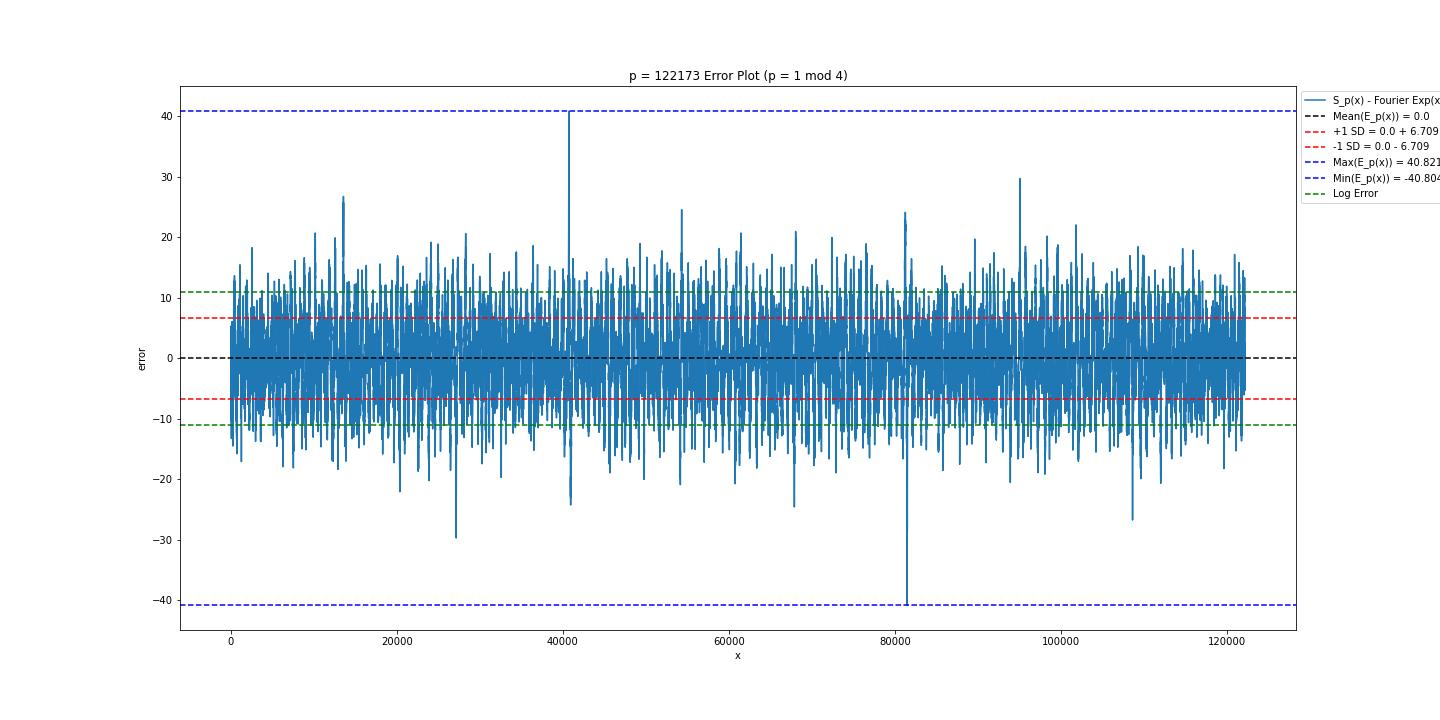 p = 122173 Error Plot (p = 1 mod 4)
40
30
20
10
0
−10
−20
−30
−40
error
0
20000
40000
60000
80000
100000
120000
x
S_p(x) - Fourier Exp(x
Mean(E_p(x)) = 0.0
+1 SD = 0.0 + 6.709
-1 SD = 0.0 - 6.709
Max(E_p(x)) = 40.821
Min(E_p(x)) = -40.804
Log Error